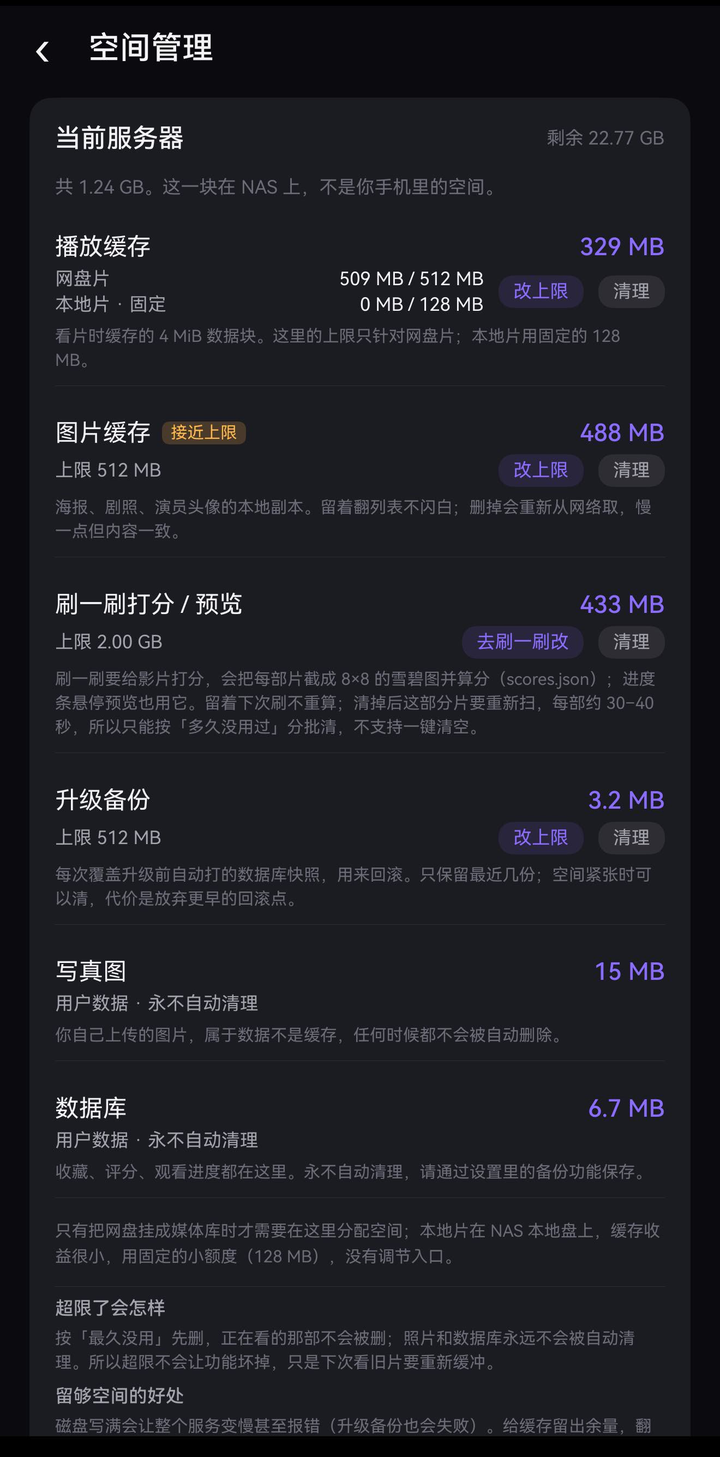 空间管理
当前服务器 剩余 22.77 GB
共 1.24 GB。这一块在 NAS 上，不是你手机里的空间。
播放缓存 329 MB
网盘片 509 MB / 512 MB
本地片 · 固定 0 MB / 128 MB
改上限 清理
看片时缓存的 4 MiB 数据块。这里的上限只针对网盘片；本地片用固定的 128
MB。
图片缓存 接近上限 488 MB
上限 512 MB 改上限 清理
海报、剧照、演员头像的本地副本。留着翻列表不闪白；删掉会重新从网络取，慢
一点但内容一致。
刷一刷打分 / 预览 433 MB
上限 2.00 GB 去刷一刷改 清理
刷一刷要给影片打分，会把每部片截成 8×8 的雪碧图并算分（scores.json）；进度
条悬停预览也用它。留着下次刷不重算；清掉后这部分片要重新扫，每部约 30–40
秒，所以只能按「多久没用过」分批清，不支持一键清空。
升级备份 3.2 MB
上限 512 MB 改上限 清理
每次覆盖升级前自动打的数据库快照，用来回滚。只保留最近几份；空间紧张时可
以清，代价是放弃更早的回滚点。
写真图 15 MB
用户数据 · 永不自动清理
你自己上传的图片，属于数据不是缓存，任何时候都不会被自动删除。
数据库 6.7 MB
用户数据 · 永不自动清理
收藏、评分、观看进度都在这里。永不自动清理，请通过设置里的备份功能保存。
只有把网盘挂成媒体库时才需要在这里分配空间；本地片在 NAS 本地盘上，缓存收
益很小，用固定的小额度（128 MB），没有调节入口。
超限了会怎样
按「最久没用」先删，正在看的那部不会被删；照片和数据库永远不会被自动清
理。所以超限不会让功能坏掉，只是下次看旧片要重新缓冲。
留够空间的好处
磁盘写满会让整个服务变慢甚至报错（升级备份也会失败）。给缓存留出余量，翻